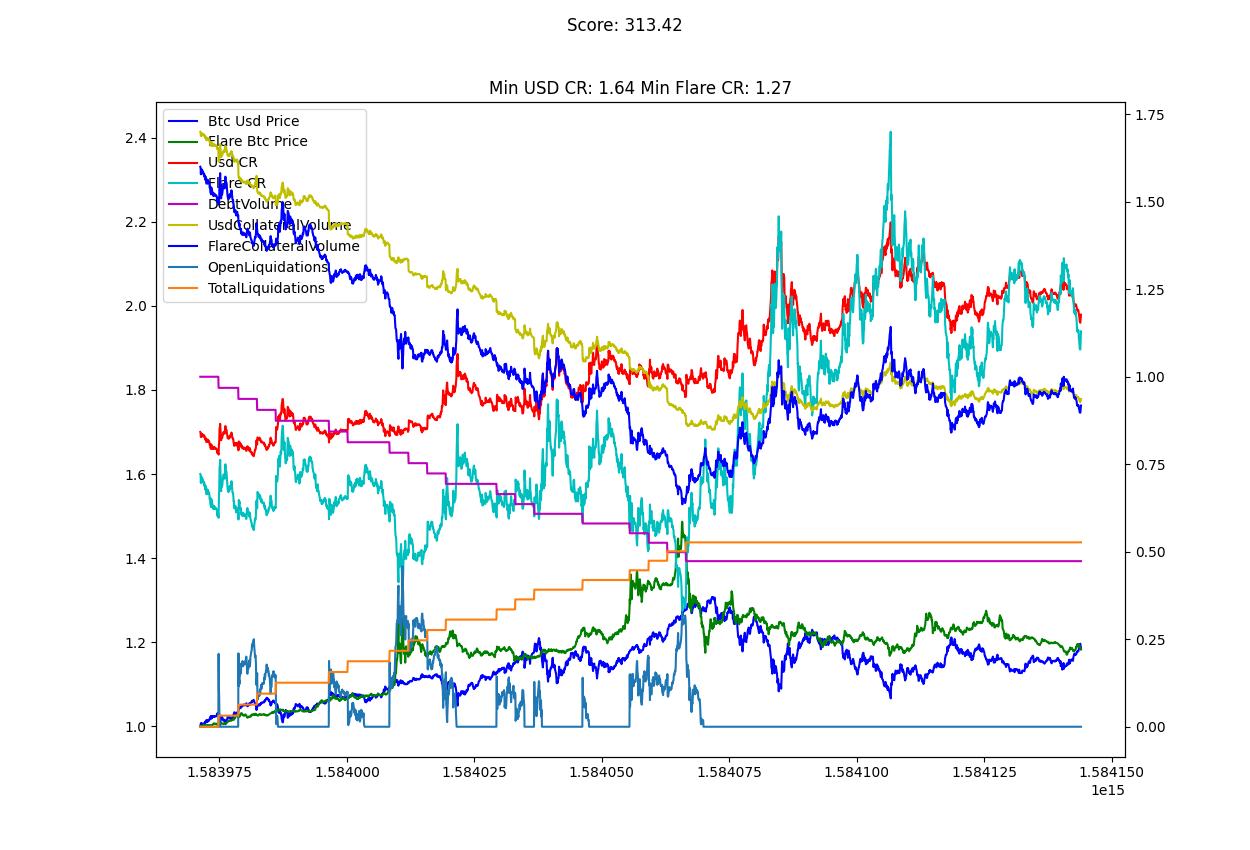 Score: 313.42
Min USD CR: 1.64 Min Flare CR: 1.27
Btc Usd Price
Flare Btc Price
Usd CR
Flare CR
DebtVolume
UsdCollateralVolume
FlareCollateralVolume
OpenLiquidations
TotalLiquidations
2.4
2.2
2.0
1.8
1.6
1.4
1.2
1.0
1.75
1.50
1.25
1.00
0.75
0.50
0.25
0.00
1.583975 1.584000 1.584025 1.584050 1.584075 1.584100 1.584125 1.584150
1e15